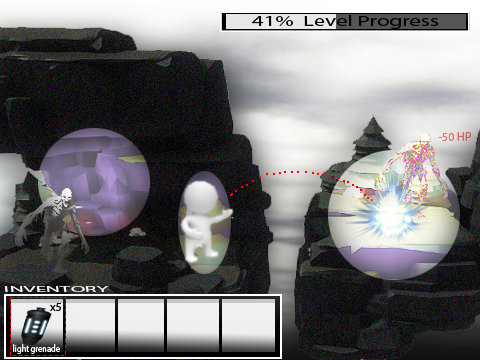 41% Level Progress
-50 HP
INVENTORY
x5
light grenade